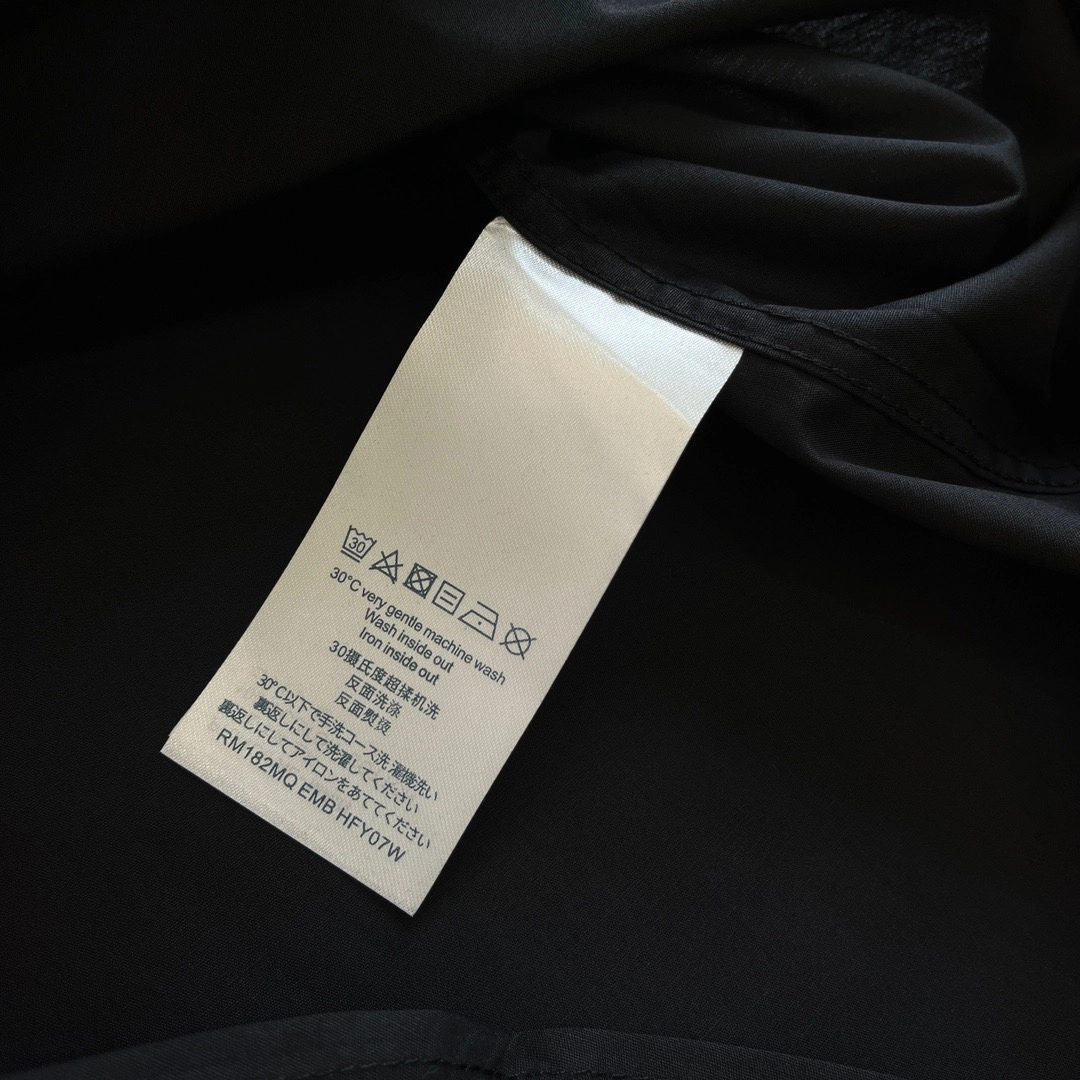 30
30°C very gentle machine wash
Wash inside out
Iron inside out
30摄氏度超揉机洗
反面洗涤
反面熨烫
30℃以下で手洗コース洗濯機洗い
裏返しにして洗濯してください
裏返しにしてアイロンをあててください
RM182MQ EMB HFY07W